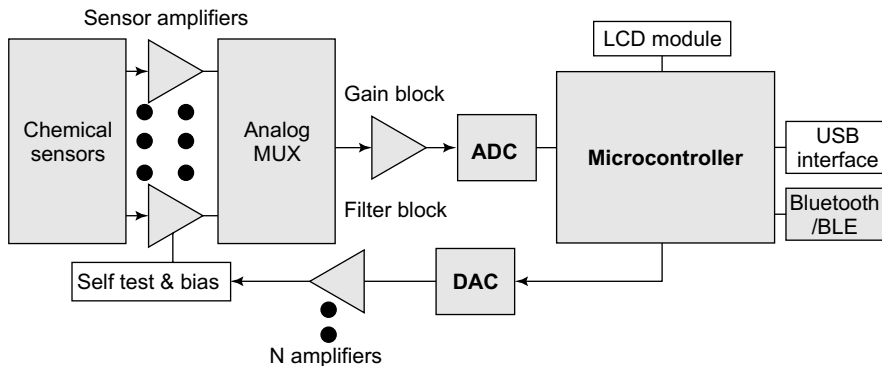 Sensor amplifiers
LCD module
Chemical
sensors
Analog
MUX
Gain block
ADC
Microcontroller
USB
interface
Filter block
Bluetooth
/BLE
Self test & bias
DAC
N amplifiers